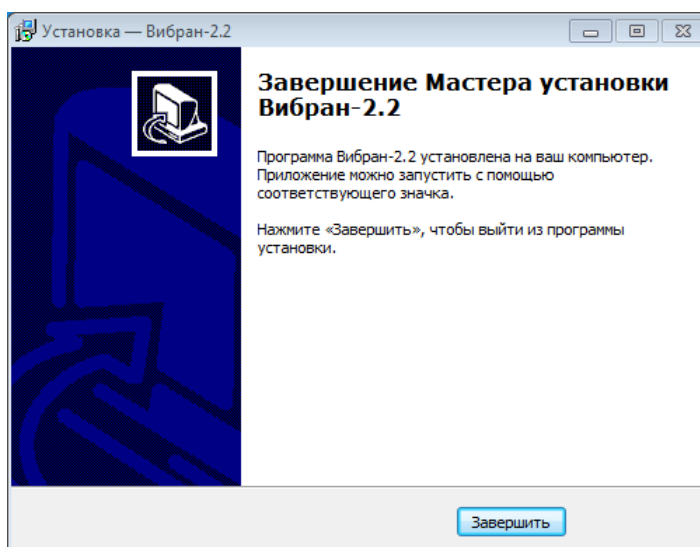 Установка — Вибран-2.2
Завершение Мастера установки
Вибран-2.2
Программа Вибран-2.2 установлена на ваш компьютер.
Приложение можно запустить с помощью
соответствующего значка.
Нажмите «Завершить», чтобы выйти из программы
установки.
Завершить